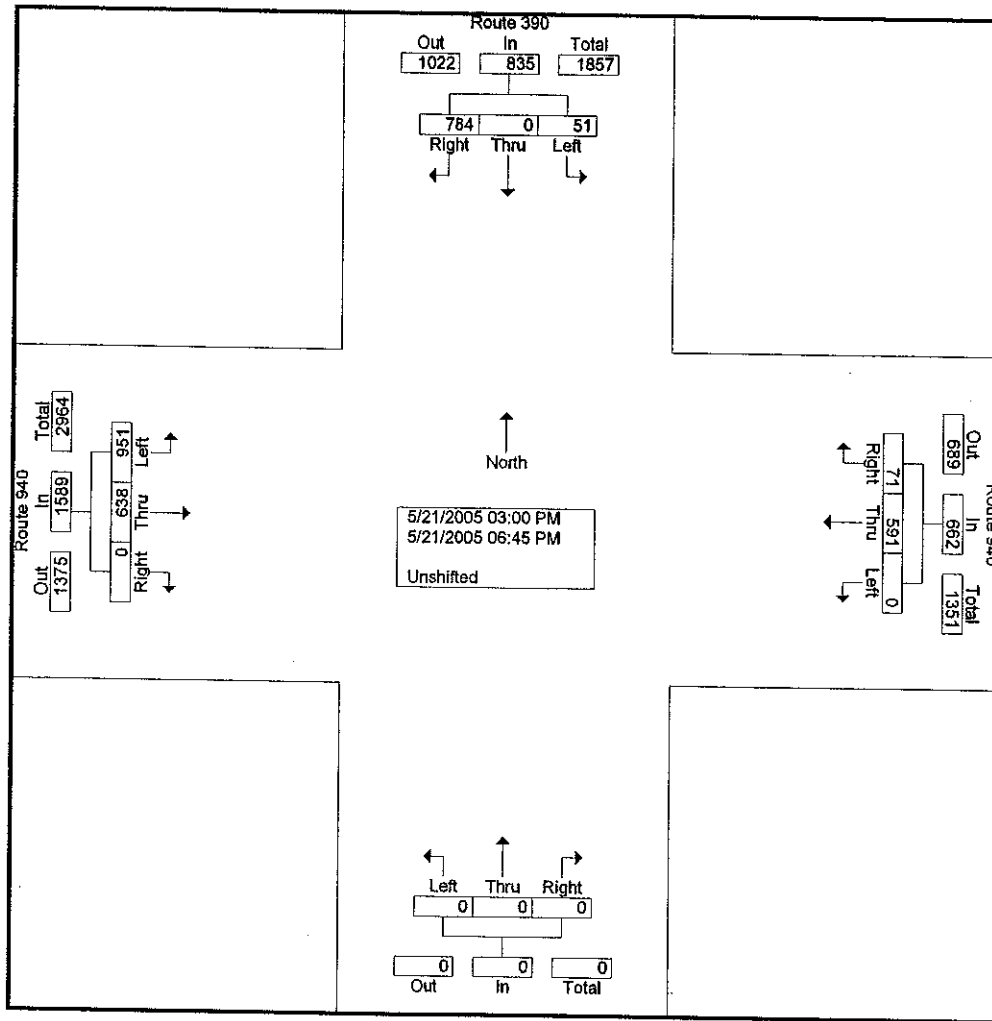 Route 390
Out In Total
1022 835 1857
784 0 51
Right Thru Left
Route 940
Total In Out
2964 1589 1375
951 638 0
Left Thru Right
North
5/21/2005 03:00 PM
5/21/2005 06:45 PM
Unshifted
Right Thru Left
71 591 0
689 662 1351
Out In Total
Route 940
Left Thru Right
0 0 0
0 0 0
Out In Total